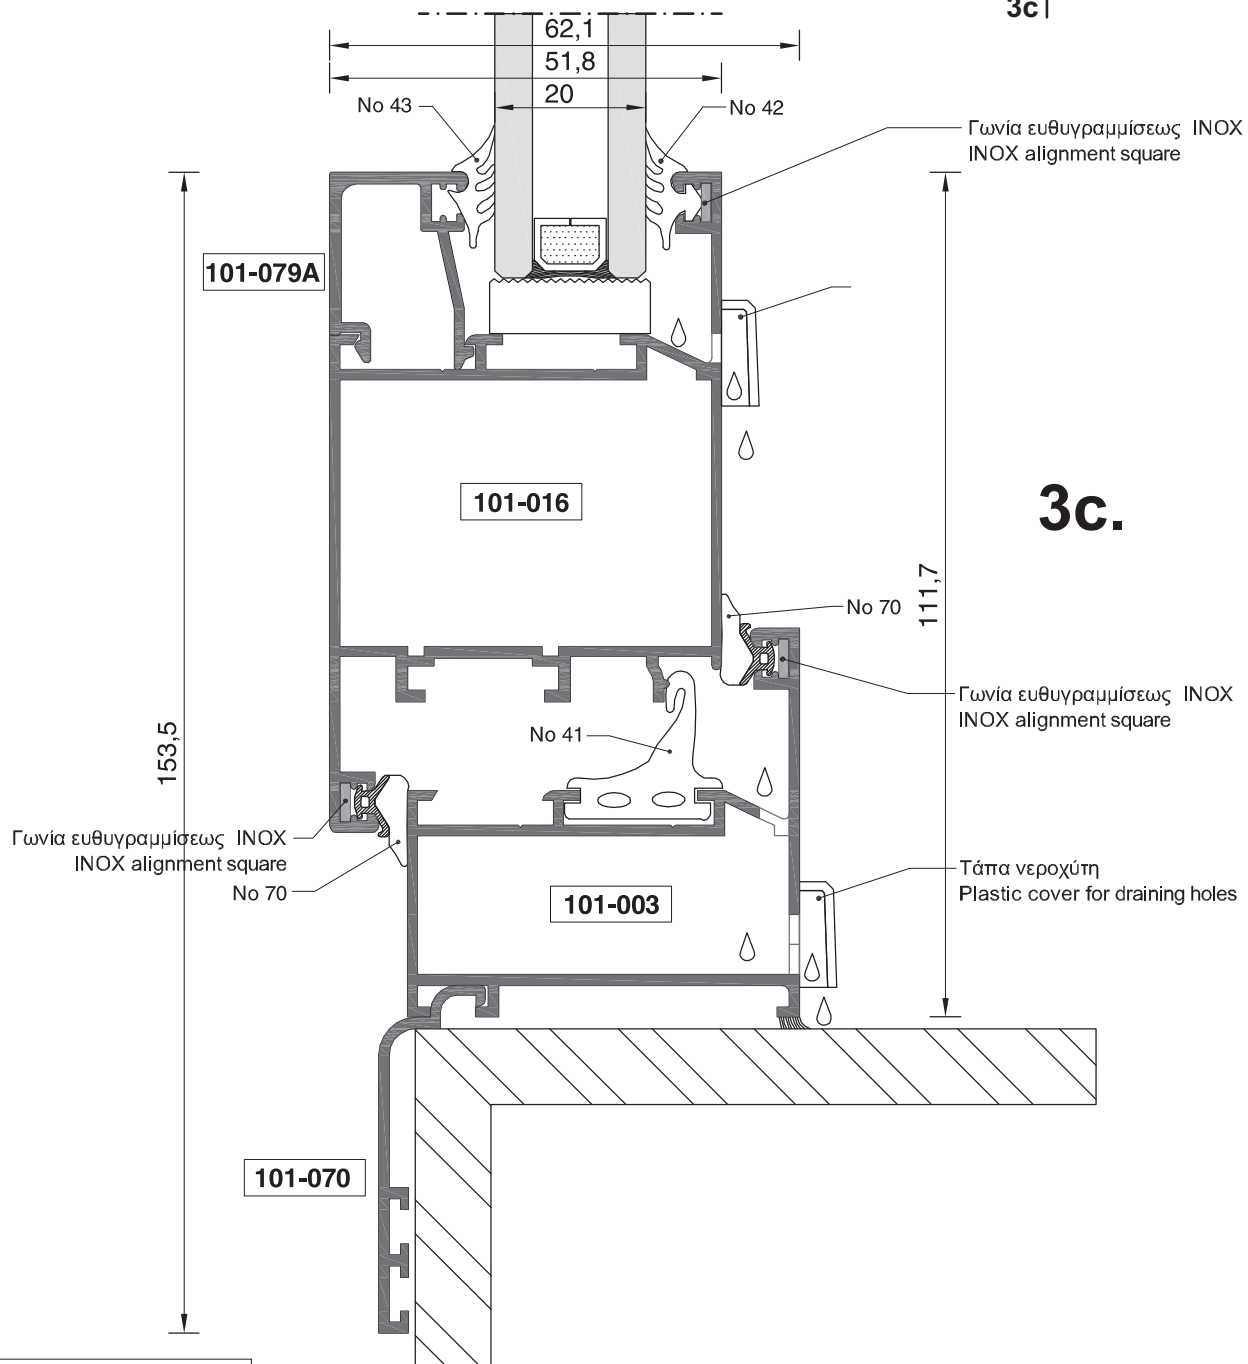 3c
62,1
51,8
20
No 43
No 42
Γωνία ευθυγραμμίσεως INOX
INOX alignment square
101-079A
101-016
3c.
111,7
No 70
Γωνία ευθυγραμμίσεως INOX
INOX alignment square
No 41
153,5
Γωνία ευθυγραμμίσεως INOX
INOX alignment square
No 70
Τάπα νεροχύτη
Plastic cover for draining holes
101-003
101-070